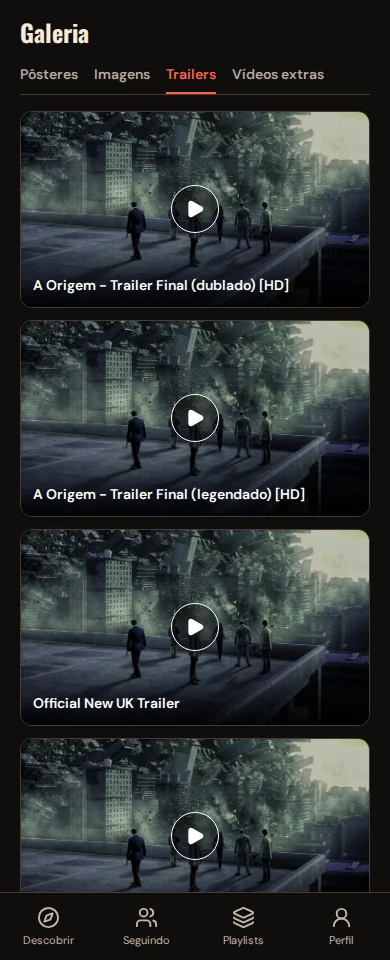 Galeria
Pôsteres Imagens Trailers Vídeos extras
A Origem - Trailer Final (dublado) [HD]
A Origem - Trailer Final (legendado) [HD]
Official New UK Trailer
Descobrir Seguindo Playlists Perfil